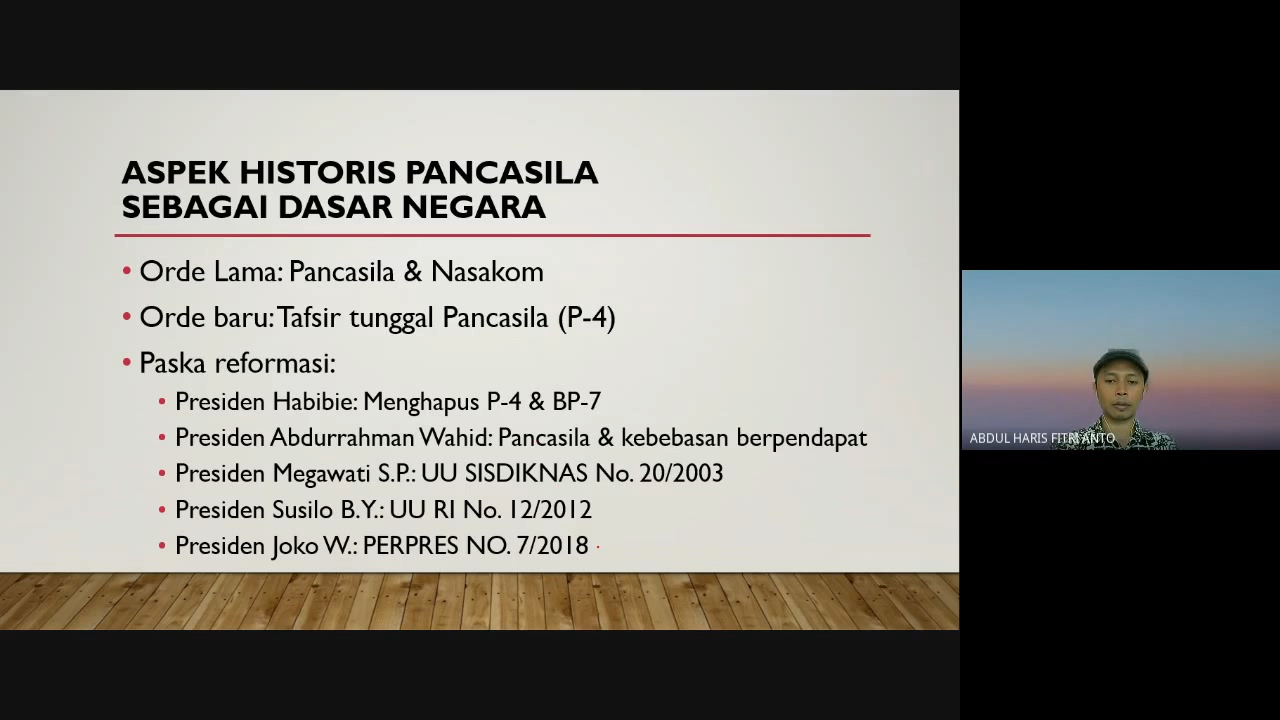 ASPEK HISTORIS PANCASILA
SEBAGAI DASAR NEGARA
• Orde Lama: Pancasila & Nasakom
• Orde baru: Tafsir tunggal Pancasila (P-4)
• Paska reformasi:
• Presiden Habibie: Menghapus P-4 & BP-7
• Presiden Abdurrahman Wahid: Pancasila & kebebasan berpendapat
• Presiden Megawati S.P.: UU SISDIKNAS No. 20/2003
• Presiden Susilo B.Y.: UU RI No. 12/2012
• Presiden Joko W.: PERPRES NO. 7/2018
ABDUL HARIS FITRI ANTO